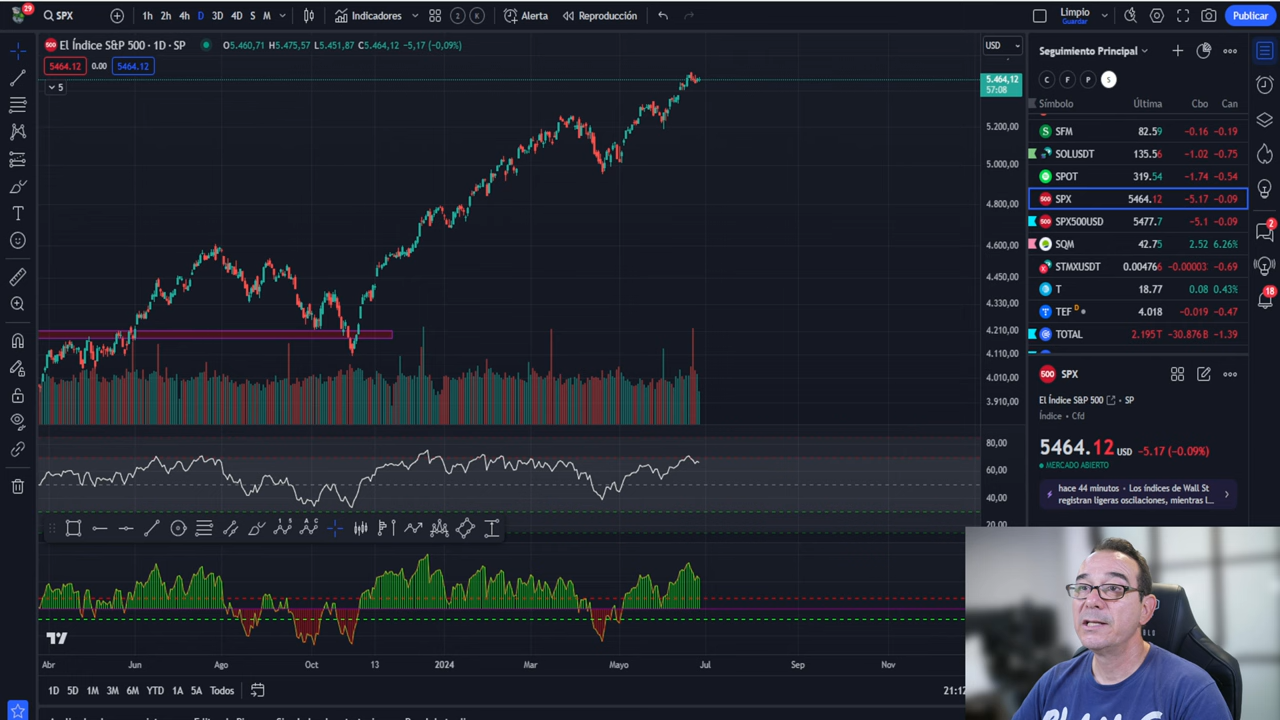 29
SPX
1h 2h 4h D 3D 4D S M
Indicadores
2
K
Alerta
Reproducción
Limpio
Guardar
Publicar
500 El Índice S&P 500 · 1D · SP
O5.460,71 H5.475,57 L5.451,87 C5.464,12 −5,17 (−0,09%)
USD
5464.12 0.00 5464.12
5
5.464,12
57:08
5.200,00
5.000,00
4.800,00
4.600,00
4.450,00
4.330,00
4.210,00
4.110,00
4.010,00
3.910,00
80,00
60,00
40,00
20,00
Abr Jun Ago Oct 13 2024 Mar Mayo Jul Sep Nov
1D 5D 1M 3M 6M YTD 1A 5A Todos
21:12
Seguimiento Principal
C F P S
Símbolo Última Cbo Can
SFM 82.59 −0.16 −0.19
SOLUSDT 135.56 −1.02 −0.75
SPOT 319.54 −1.74 −0.54
500 SPX 5464.12 −5.17 −0.09
500 SPX500USD 5477.7 −5.1 −0.09
SQM 42.75 2.52 6.26%
STMXUSDT 0.004766 −0.00003 −0.69
T 18.77 0.08 0.43%
TEF D 4.018 −0.019 −0.47
TOTAL 2.195T −30.876B −1.39
500 SPX
El Índice S&P 500 · SP
Índice · Cfd
5464.12 USD −5.17 (−0.09%)
MERCADO ABIERTO
hace 44 minutos · Los índices de Wall St
registran ligeras oscilaciones, mientras l...
2
18